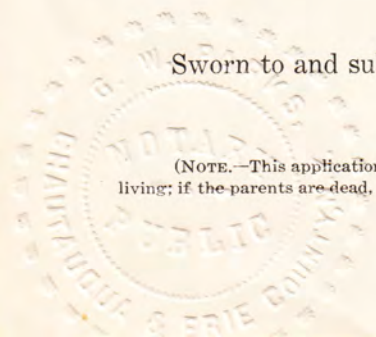 Sworn to and su
(NOTE.—This application
living; if the parents are dead,
NOTARY
PUBLIC
CHAUTAUQUA & ERIE COUNTY,